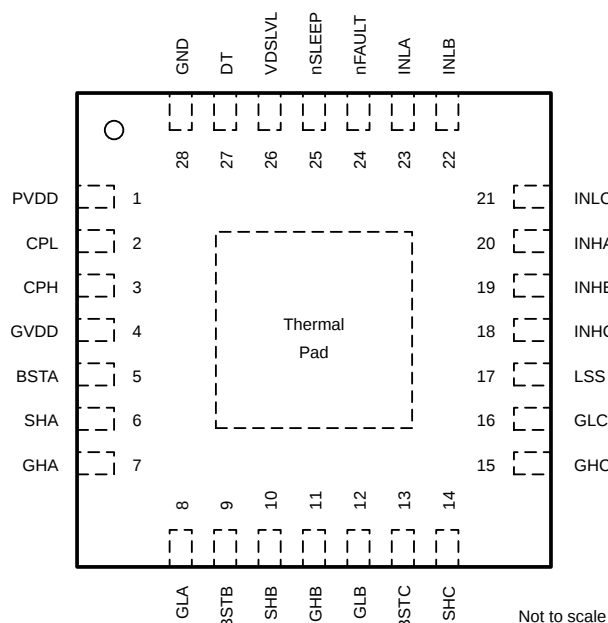 GND DT VDSLVL nSLEEP nFAULT INLA INLB
28 27 26 25 24 23 22
PVDD 1 21 INLC
CPL 2 20 INHA
CPH 3 19 INHB
GVDD 4 18 INHC
BSTA 5 17 LSS
SHA 6 16 GLC
GHA 7 15 GHC
Thermal
Pad
8 9 10 11 12 13 14
GLA BSTB SHB GHB GLB BSTC SHC
Not to scale